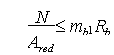 N/A_red ≤ m_b1 R_b